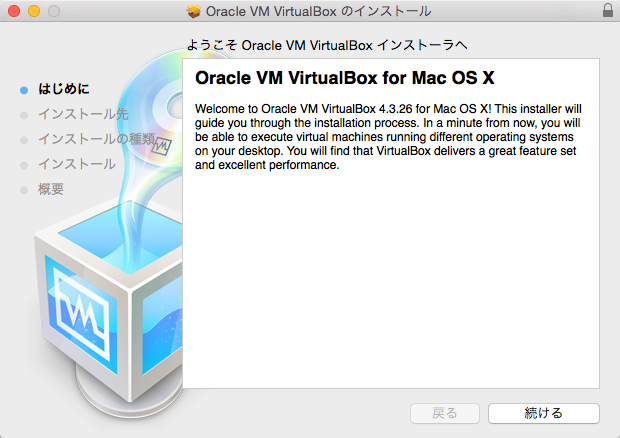 Oracle VM VirtualBox のインストール
ようこそ Oracle VM VirtualBox インストーラへ
はじめに
インストール先
インストールの種類
インストール
概要
Oracle VM VirtualBox for Mac OS X
Welcome to Oracle VM VirtualBox 4.3.26 for Mac OS X! This installer will
guide you through the installation process. In a minute from now, you will
be able to execute virtual machines running different operating systems
on your desktop. You will find that VirtualBox delivers a great feature set
and excellent performance.
戻る
続ける